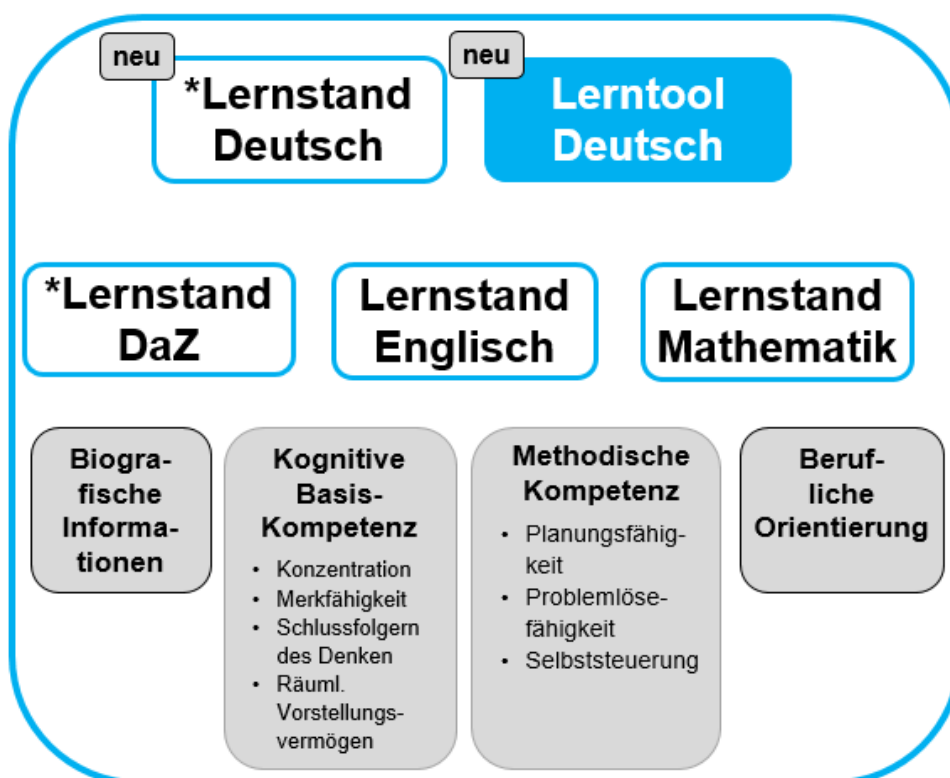 neu
*Lernstand
Deutsch
neu
Lerntool
Deutsch
*Lernstand
DaZ
Lernstand
Englisch
Lernstand
Mathematik
Biogra-
fische
Informa-
tionen
Kognitive
Basis-
Kompetenz
• Konzentration
• Merkfähigkeit
• Schlussfolgern
des Denken
• Räuml.
Vorstellungs-
vermögen
Methodische
Kompetenz
• Planungsfähig-
keit
• Problemlöse-
fähigkeit
• Selbststeuerung
Beruf-
liche
Orientierung